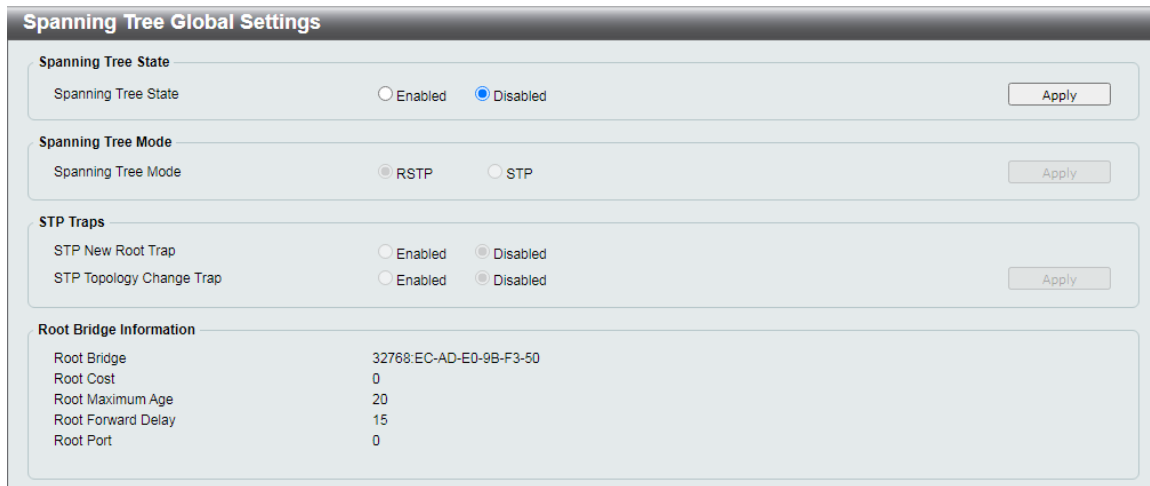 Spanning Tree Global Settings
Spanning Tree State
Spanning Tree State Enabled Disabled Apply
Spanning Tree Mode
Spanning Tree Mode RSTP STP Apply
STP Traps
STP New Root Trap Enabled Disabled
STP Topology Change Trap Enabled Disabled Apply
Root Bridge Information
Root Bridge 32768:EC-AD-E0-9B-F3-50
Root Cost 0
Root Maximum Age 20
Root Forward Delay 15
Root Port 0